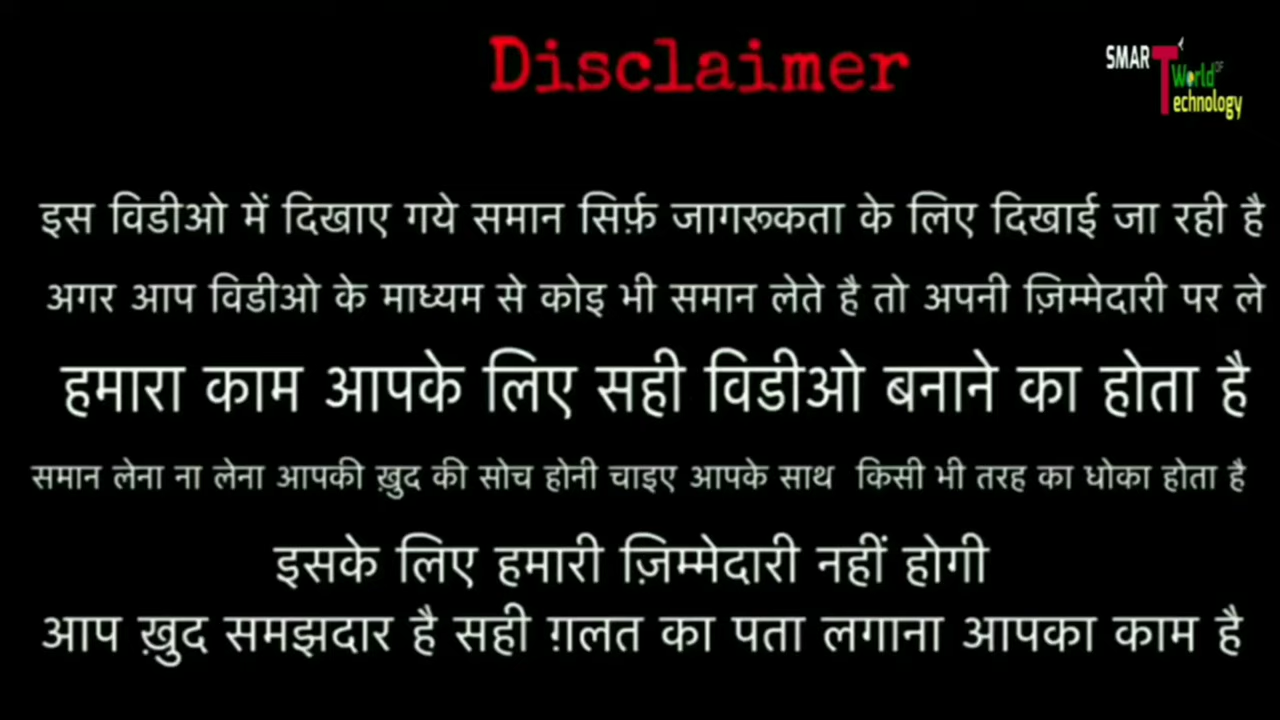 Disclaimer
SMART World OF Technology
इस विडीओ में दिखाए गये समान सिर्फ़ जागरूकता के लिए दिखाई जा रही है
अगर आप विडीओ के माध्यम से कोइ भी समान लेते है तो अपनी ज़िम्मेदारी पर ले
हमारा काम आपके लिए सही विडीओ बनाने का होता है
समान लेना ना लेना आपकी ख़ुद की सोच होनी चाइए आपके साथ किसी भी तरह का धोका होता है
इसके लिए हमारी ज़िम्मेदारी नहीं होगी
आप ख़ुद समझदार है सही ग़लत का पता लगाना आपका काम है